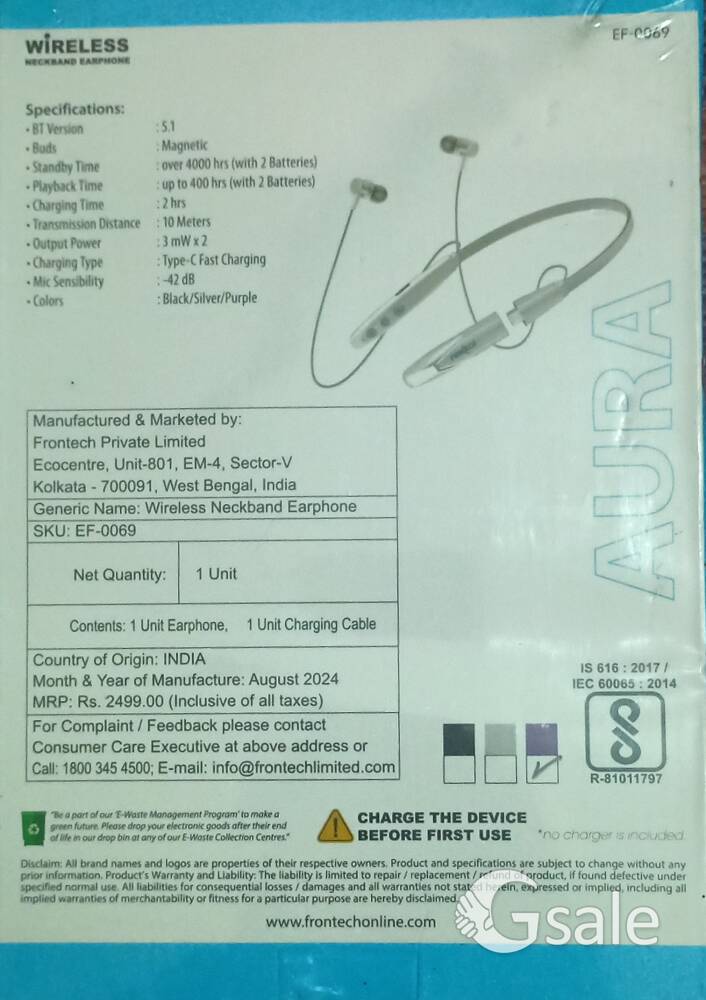 WIRELESS
NECKBAND EARPHONE
EF-0069
Specifications:
• BT Version : 5.1
• Buds : Magnetic
• Standby Time : over 4000 hrs (with 2 Batteries)
• Playback Time : up to 400 hrs (with 2 Batteries)
• Charging Time : 2 hrs
• Transmission Distance : 10 Meters
• Output Power : 3 mW x 2
• Charging Type : Type-C Fast Charging
• Mic Sensibility : -42 dB
• Colors : Black/Silver/Purple
AURA
Manufactured & Marketed by:
Frontech Private Limited
Ecocentre, Unit-801, EM-4, Sector-V
Kolkata - 700091, West Bengal, India
Generic Name: Wireless Neckband Earphone
SKU: EF-0069
Net Quantity: 1 Unit
Contents: 1 Unit Earphone, 1 Unit Charging Cable
Country of Origin: INDIA
Month & Year of Manufacture: August 2024
MRP: Rs. 2499.00 (Inclusive of all taxes)
For Complaint / Feedback please contact
Consumer Care Executive at above address or
Call: 1800 345 4500; E-mail: info@frontechlimited.com
IS 616 : 2017 /
IEC 60065 : 2014
R-81011797
"Be a part of our 'E-Waste Management Program' to make a
green future. Please drop your electronic goods after their end
of life in our drop bin at any of our E-Waste Collection Centres."
CHARGE THE DEVICE
BEFORE FIRST USE
*no charger is included
Disclaim: All brand names and logos are properties of their respective owners. Product and specifications are subject to change without any
prior information. Product's Warranty and Liability: The liability is limited to repair / replacement / refund of product, if found defective under
specified normal use. All liabilities for consequential losses / damages and all warranties not stated herein, expressed or implied, including all
implied warranties of merchantability or fitness for a particular purpose are hereby disclaimed.
www.frontechonline.com
Gsale